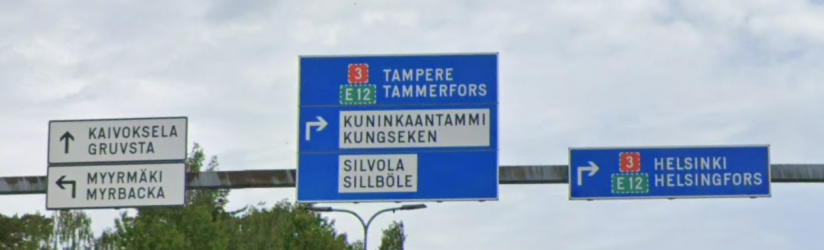 KAIVOKSELA
GRUVSTA
MYYRMÄKI
MYRBACKA
3 TAMPERE
E12 TAMMERFORS
KUNINKAANTAMMI
KUNGSEKEN
SILVOLA
SILLBÖLE
3 HELSINKI
E12 HELSINGFORS